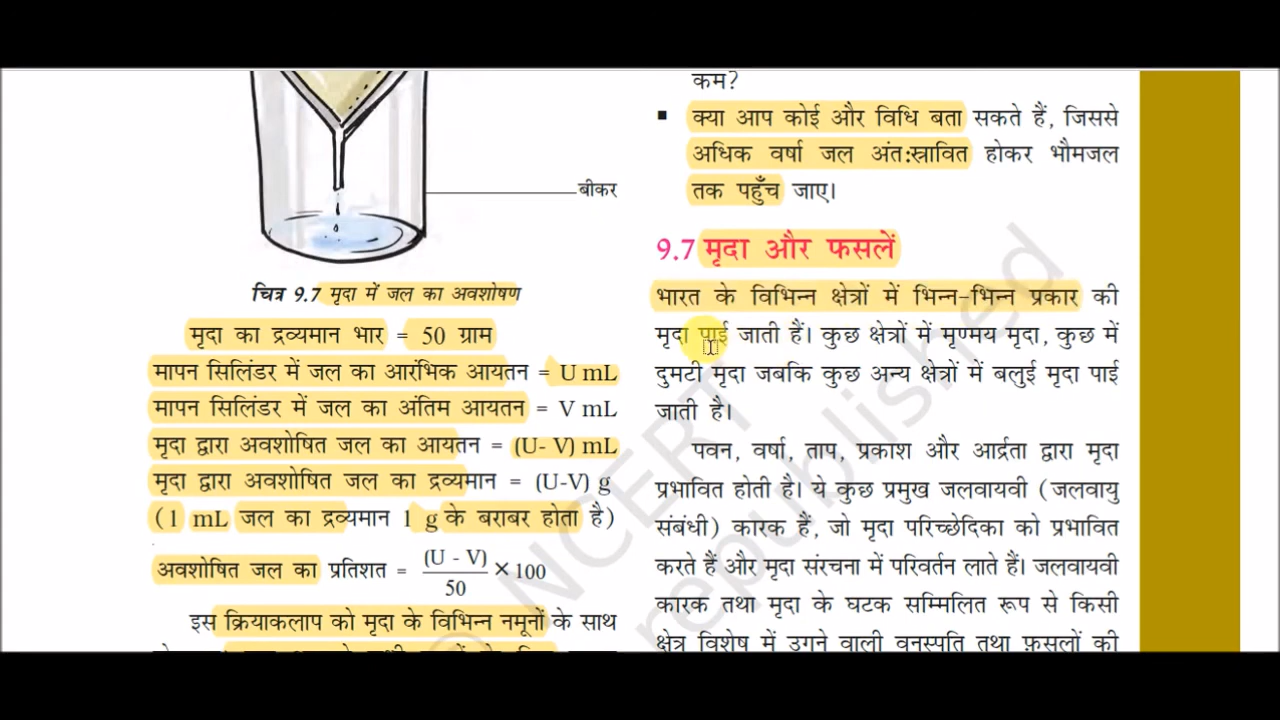 बीकर
चित्र 9.7 मृदा में जल का अवशोषण
मृदा का द्रव्यमान भार = 50 ग्राम
मापन सिलिंडर में जल का आरंभिक आयतन = U mL
मापन सिलिंडर में जल का अंतिम आयतन = V mL
मृदा द्वारा अवशोषित जल का आयतन = (U- V) mL
मृदा द्वारा अवशोषित जल का द्रव्यमान = (U-V) g
(1 mL जल का द्रव्यमान 1 g के बराबर होता है)
अवशोषित जल का प्रतिशत = (U - V)/50 × 100
इस क्रियाकलाप को मृदा के विभिन्न नमूनों के साथ
कम?
▪ क्या आप कोई और विधि बता सकते हैं, जिससे
अधिक वर्षा जल अंत:स्रावित होकर भौमजल
तक पहुँच जाए।
9.7 मृदा और फसलें
भारत के विभिन्न क्षेत्रों में भिन्न-भिन्न प्रकार की
मृदा पाई जाती हैं। कुछ क्षेत्रों में मृण्मय मृदा, कुछ में
दुमटी मृदा जबकि कुछ अन्य क्षेत्रों में बलुई मृदा पाई
जाती है।
पवन, वर्षा, ताप, प्रकाश और आर्द्रता द्वारा मृदा
प्रभावित होती है। ये कुछ प्रमुख जलवायवी (जलवायु
संबंधी) कारक हैं, जो मृदा परिच्छेदिका को प्रभावित
करते हैं और मृदा संरचना में परिवर्तन लाते हैं। जलवायवी
कारक तथा मृदा के घटक सम्मिलित रूप से किसी
क्षेत्र विशेष में उगने वाली वनस्पति तथा फ़सलों की
NCERT
republished